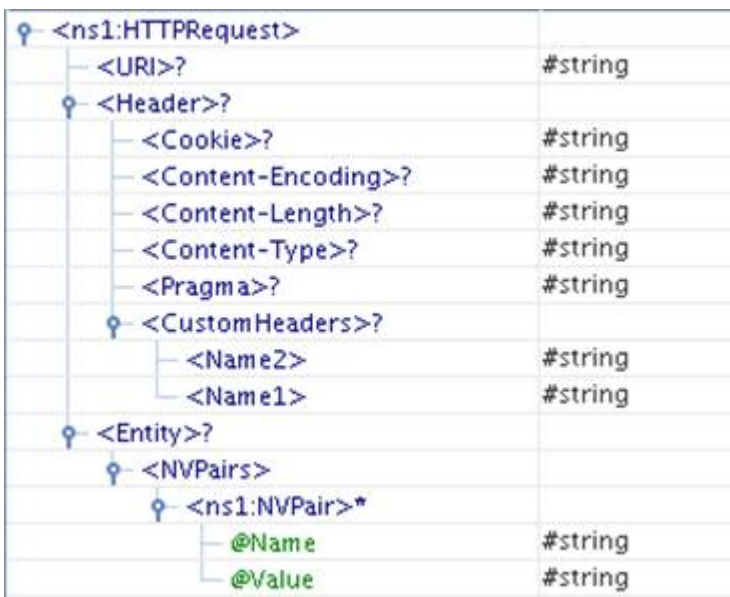 <ns1:HTTPRequest>
<URI>? #string
<Header>?
<Cookie>? #string
<Content-Encoding>? #string
<Content-Length>? #string
<Content-Type>? #string
<Pragma>? #string
<CustomHeaders>?
<Name2> #string
<Name1> #string
<Entity>?
<NVPairs>
<ns1:NVPair>*
@Name #string
@Value #string